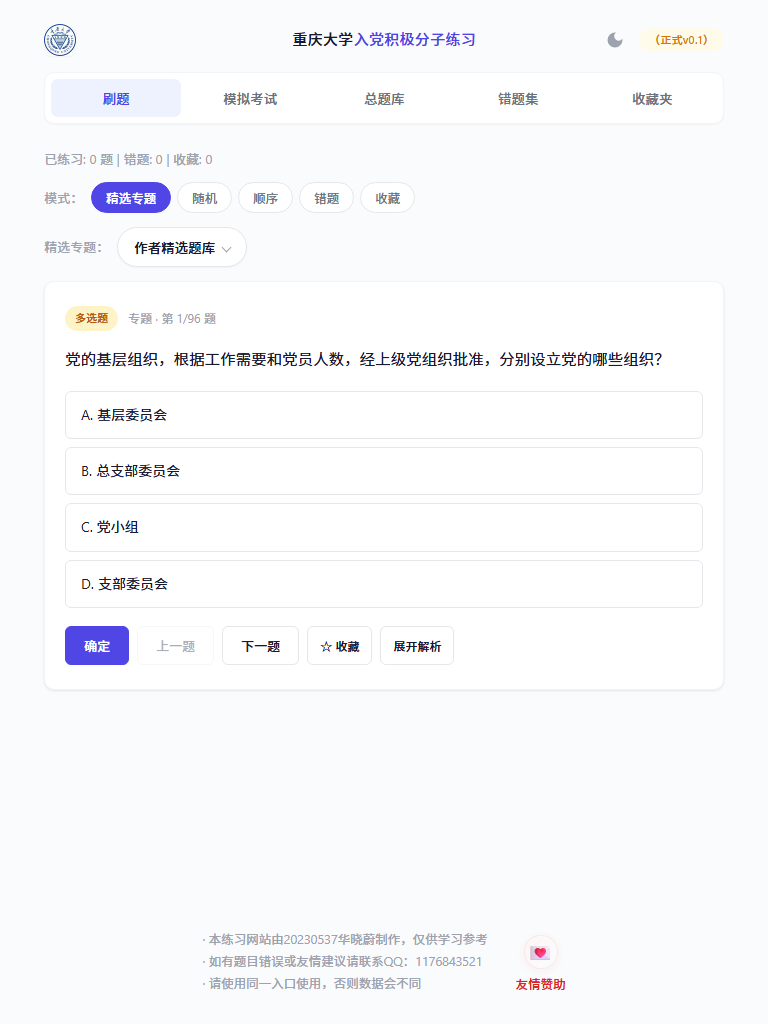 重庆大学入党积极分子练习
（正式v0.1）
刷题 模拟考试 总题库 错题集 收藏夹
已练习: 0 题 | 错题: 0 | 收藏: 0
模式： 精选专题 随机 顺序 错题 收藏
精选专题： 作者精选题库
多选题 专题 · 第 1/96 题
党的基层组织，根据工作需要和党员人数，经上级党组织批准，分别设立党的哪些组织？
A. 基层委员会
B. 总支部委员会
C. 党小组
D. 支部委员会
确定 上一题 下一题 ☆ 收藏 展开解析
· 本练习网站由20230537华晓蔚制作，仅供学习参考
· 如有题目错误或友情建议请联系QQ：1176843521
· 请使用同一入口使用，否则数据会不同
友情赞助